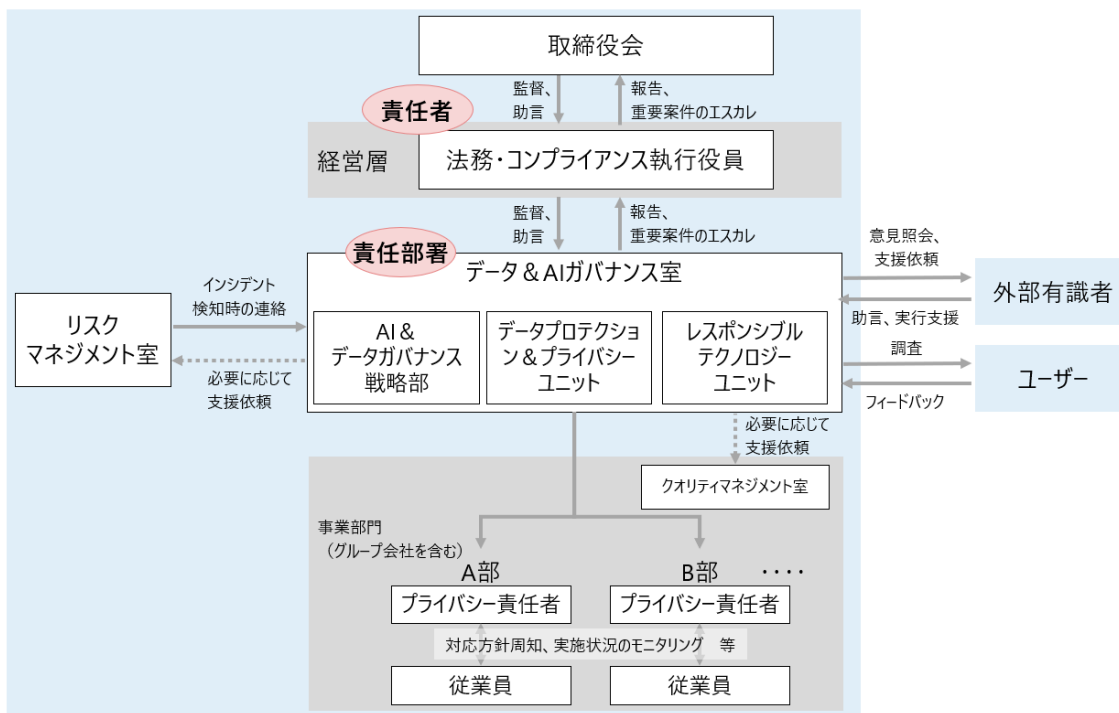 取締役会
監督、
助言
報告、
重要案件のエスカレ
責任者
経営層
法務・コンプライアンス執行役員
監督、
助言
報告、
重要案件のエスカレ
責任部署
データ＆AIガバナンス室
意見照会、
支援依頼
外部有識者
助言、実行支援
インシデント
検知時の連絡
リスク
マネジメント室
必要に応じて
支援依頼
AI＆
データガバナンス
戦略部
データプロテクショ
ン＆プライバシー
ユニット
レスポンシブル
テクノロジー
ユニット
調査
ユーザー
フィードバック
必要に応じて
支援依頼
クオリティマネジメント室
事業部門
（グループ会社を含む）
A部
B部
・・・・
プライバシー責任者
プライバシー責任者
対応方針周知、実施状況のモニタリング　等
従業員
従業員